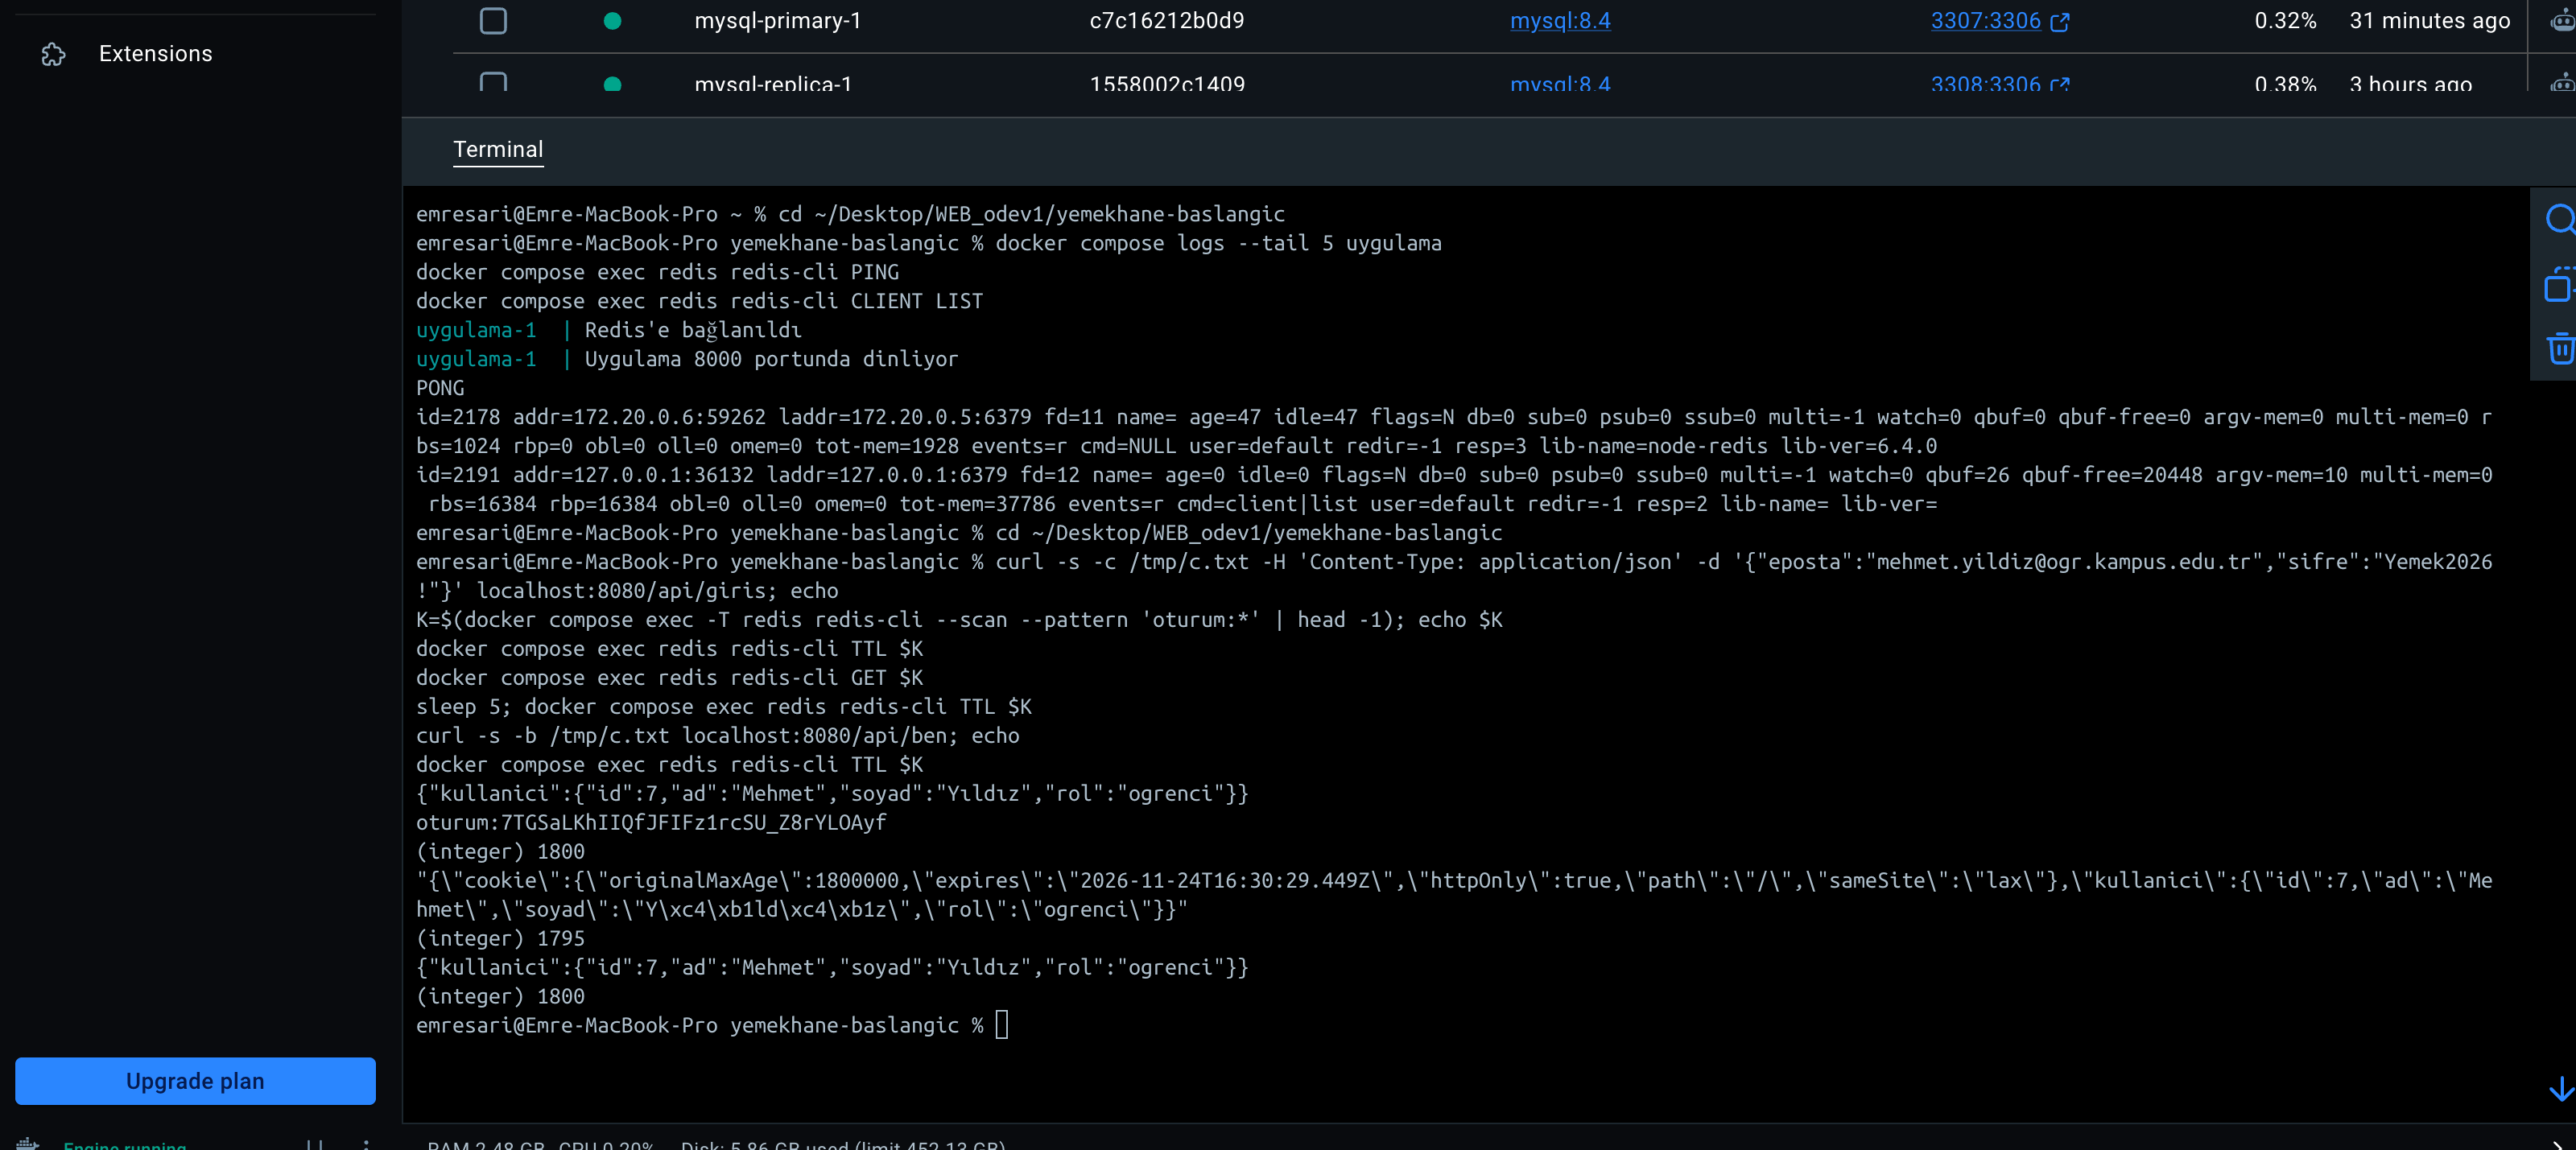 Extensions
mysql-primary-1 c7c16212b0d9 mysql:8.4 3307:3306 0.32% 31 minutes ago
mysql-replica-1 1558002c1409 mysql:8.4 3308:3306 0.38% 3 hours ago
Terminal
emresari@Emre-MacBook-Pro ~ % cd ~/Desktop/WEB_odev1/yemekhane-baslangic
emresari@Emre-MacBook-Pro yemekhane-baslangic % docker compose logs --tail 5 uygulama
docker compose exec redis redis-cli PING
docker compose exec redis redis-cli CLIENT LIST
uygulama-1  | Redis'e bağlanıldı
uygulama-1  | Uygulama 8000 portunda dinliyor
PONG
id=2178 addr=172.20.0.6:59262 laddr=172.20.0.5:6379 fd=11 name= age=47 idle=47 flags=N db=0 sub=0 psub=0 ssub=0 multi=-1 watch=0 qbuf=0 qbuf-free=0 argv-mem=0 multi-mem=0 r
bs=1024 rbp=0 obl=0 oll=0 omem=0 tot-mem=1928 events=r cmd=NULL user=default redir=-1 resp=3 lib-name=node-redis lib-ver=6.4.0
id=2191 addr=127.0.0.1:36132 laddr=127.0.0.1:6379 fd=12 name= age=0 idle=0 flags=N db=0 sub=0 psub=0 ssub=0 multi=-1 watch=0 qbuf=26 qbuf-free=20448 argv-mem=10 multi-mem=0
 rbs=16384 rbp=16384 obl=0 oll=0 omem=0 tot-mem=37786 events=r cmd=client|list user=default redir=-1 resp=2 lib-name= lib-ver=
emresari@Emre-MacBook-Pro yemekhane-baslangic % cd ~/Desktop/WEB_odev1/yemekhane-baslangic
emresari@Emre-MacBook-Pro yemekhane-baslangic % curl -s -c /tmp/c.txt -H 'Content-Type: application/json' -d '{"eposta":"mehmet.yildiz@ogr.kampus.edu.tr","sifre":"Yemek2026
!"}' localhost:8080/api/giris; echo
K=$(docker compose exec -T redis redis-cli --scan --pattern 'oturum:*' | head -1); echo $K
docker compose exec redis redis-cli TTL $K
docker compose exec redis redis-cli GET $K
sleep 5; docker compose exec redis redis-cli TTL $K
curl -s -b /tmp/c.txt localhost:8080/api/ben; echo
docker compose exec redis redis-cli TTL $K
{"kullanici":{"id":7,"ad":"Mehmet","soyad":"Yıldız","rol":"ogrenci"}}
oturum:7TGSaLKhIIQfJFIFz1rcSU_Z8rYLOAyf
(integer) 1800
"{\"cookie\":{\"originalMaxAge\":1800000,\"expires\":\"2026-11-24T16:30:29.449Z\",\"httpOnly\":true,\"path\":\"/\",\"sameSite\":\"lax\"},\"kullanici\":{\"id\":7,\"ad\":\"Me
hmet\",\"soyad\":\"Y\xc4\xb1ld\xc4\xb1z\",\"rol\":\"ogrenci\"}}"
(integer) 1795
{"kullanici":{"id":7,"ad":"Mehmet","soyad":"Yıldız","rol":"ogrenci"}}
(integer) 1800
emresari@Emre-MacBook-Pro yemekhane-baslangic %
Upgrade plan
Engine running RAM 2.48 GB CPU 0.20% Disk: 5.86 GB used (limit 452.13 GB)